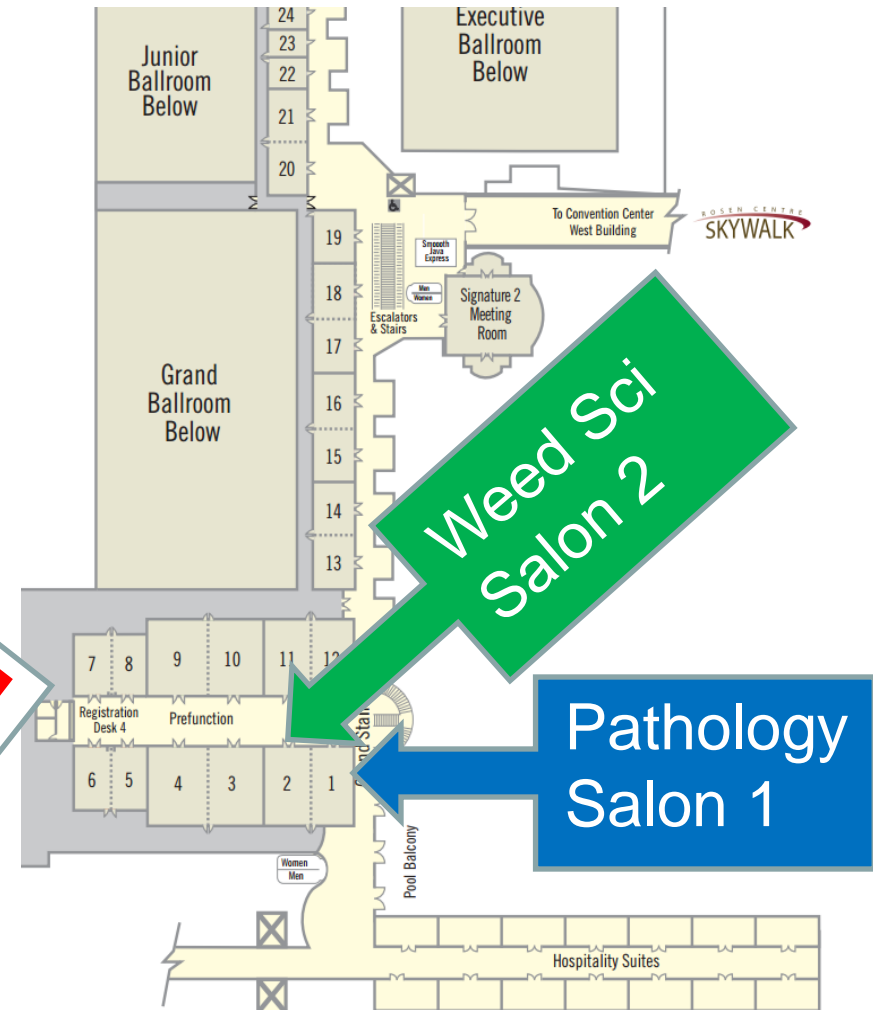 24
23
22
21
20
Junior
Ballroom
Below
Executive
Ballroom
Below
To Convention Center
West Building
ROSEN CENTRE
SKYWALK
19
18
17
16
15
14
13
Smooth
Java
Express
Men
Women
Escalators
& Stairs
Signature 2
Meeting
Room
Grand
Ballroom
Below
Weed Sci
Salon 2
7
8
9
10
11
12
Registration
Desk 4
Prefunction
Pathology
Salon 1
6
5
4
3
2
1
Women
Men
Pool Balcony
Hospitality Suites